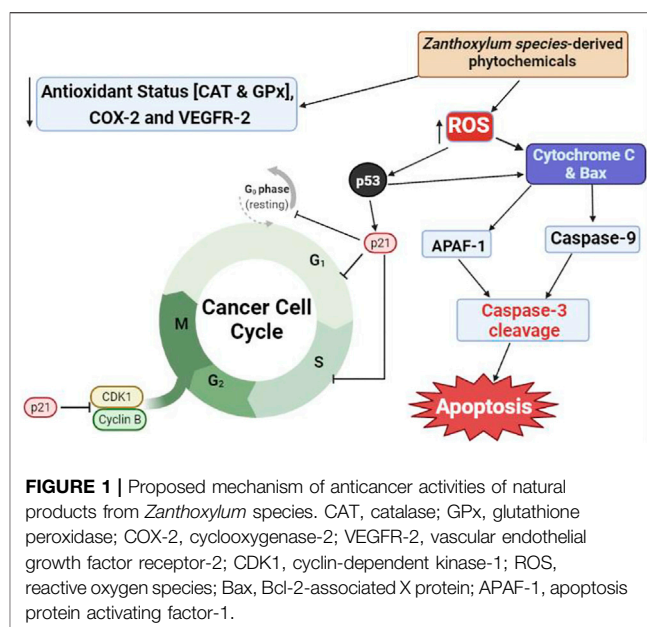 Zanthoxylum species-derived
phytochemicals
Antioxidant Status [CAT & GPx],
COX-2 and VEGFR-2
ROS
Cytochrome C
& Bax
p53
G0 phase
(resting)
p21
APAF-1
Caspase-9
G1
Cancer Cell
Cycle
Caspase-3
cleavage
M
S
G2
CDK1
p21
Cyclin B
Apoptosis
FIGURE 1 | Proposed mechanism of anticancer activities of natural
products from Zanthoxylum species. CAT, catalase; GPx, glutathione
peroxidase; COX-2, cyclooxygenase-2; VEGFR-2, vascular endothelial
growth factor receptor-2; CDK1, cyclin-dependent kinase-1; ROS,
reactive oxygen species; Bax, Bcl-2-associated X protein; APAF-1, apoptosis
protein activating factor-1.